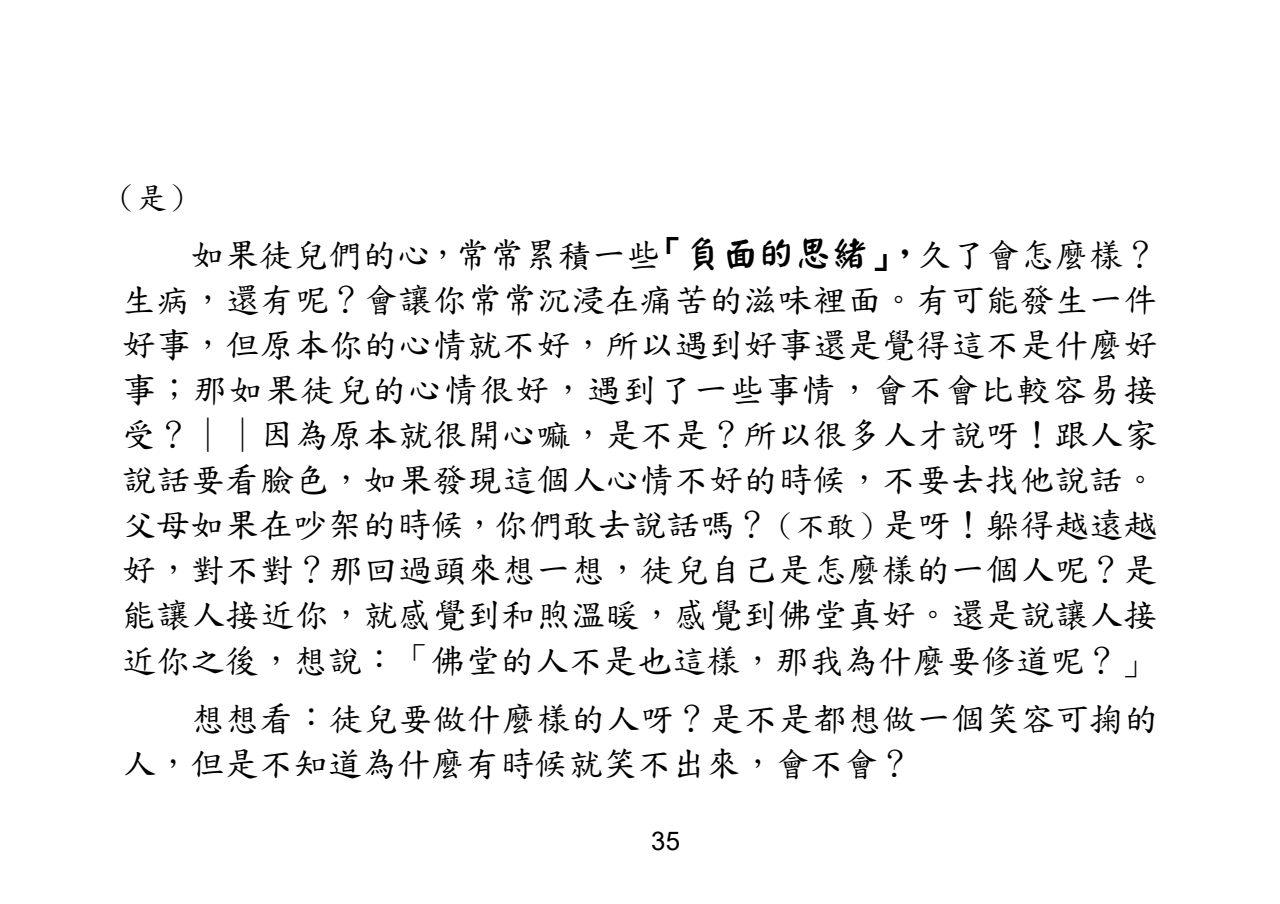 （是）
如果徒兒們的心，常常累積一些「負面的思緒」，久了會怎麼樣？
生病，還有呢？會讓你常常沉浸在痛苦的滋味裡面。有可能發生一件
好事，但原本你的心情就不好，所以遇到好事還是覺得這不是什麼好
事；那如果徒兒的心情很好，遇到了一些事情，會不會比較容易接
受？││因為原本就很開心嘛，是不是？所以很多人才說呀！跟人家
說話要看臉色，如果發現這個人心情不好的時候，不要去找他說話。
父母如果在吵架的時候，你們敢去說話嗎？（不敢）是呀！躲得越遠越
好，對不對？那回過頭來想一想，徒兒自己是怎麼樣的一個人呢？是
能讓人接近你，就感覺到和煦溫暖，感覺到佛堂真好。還是說讓人接
近你之後，想說：「佛堂的人不是也這樣，那我為什麼要修道呢？」
想想看：徒兒要做什麼樣的人呀？是不是都想做一個笑容可掬的
人，但是不知道為什麼有時候就笑不出來，會不會？
35